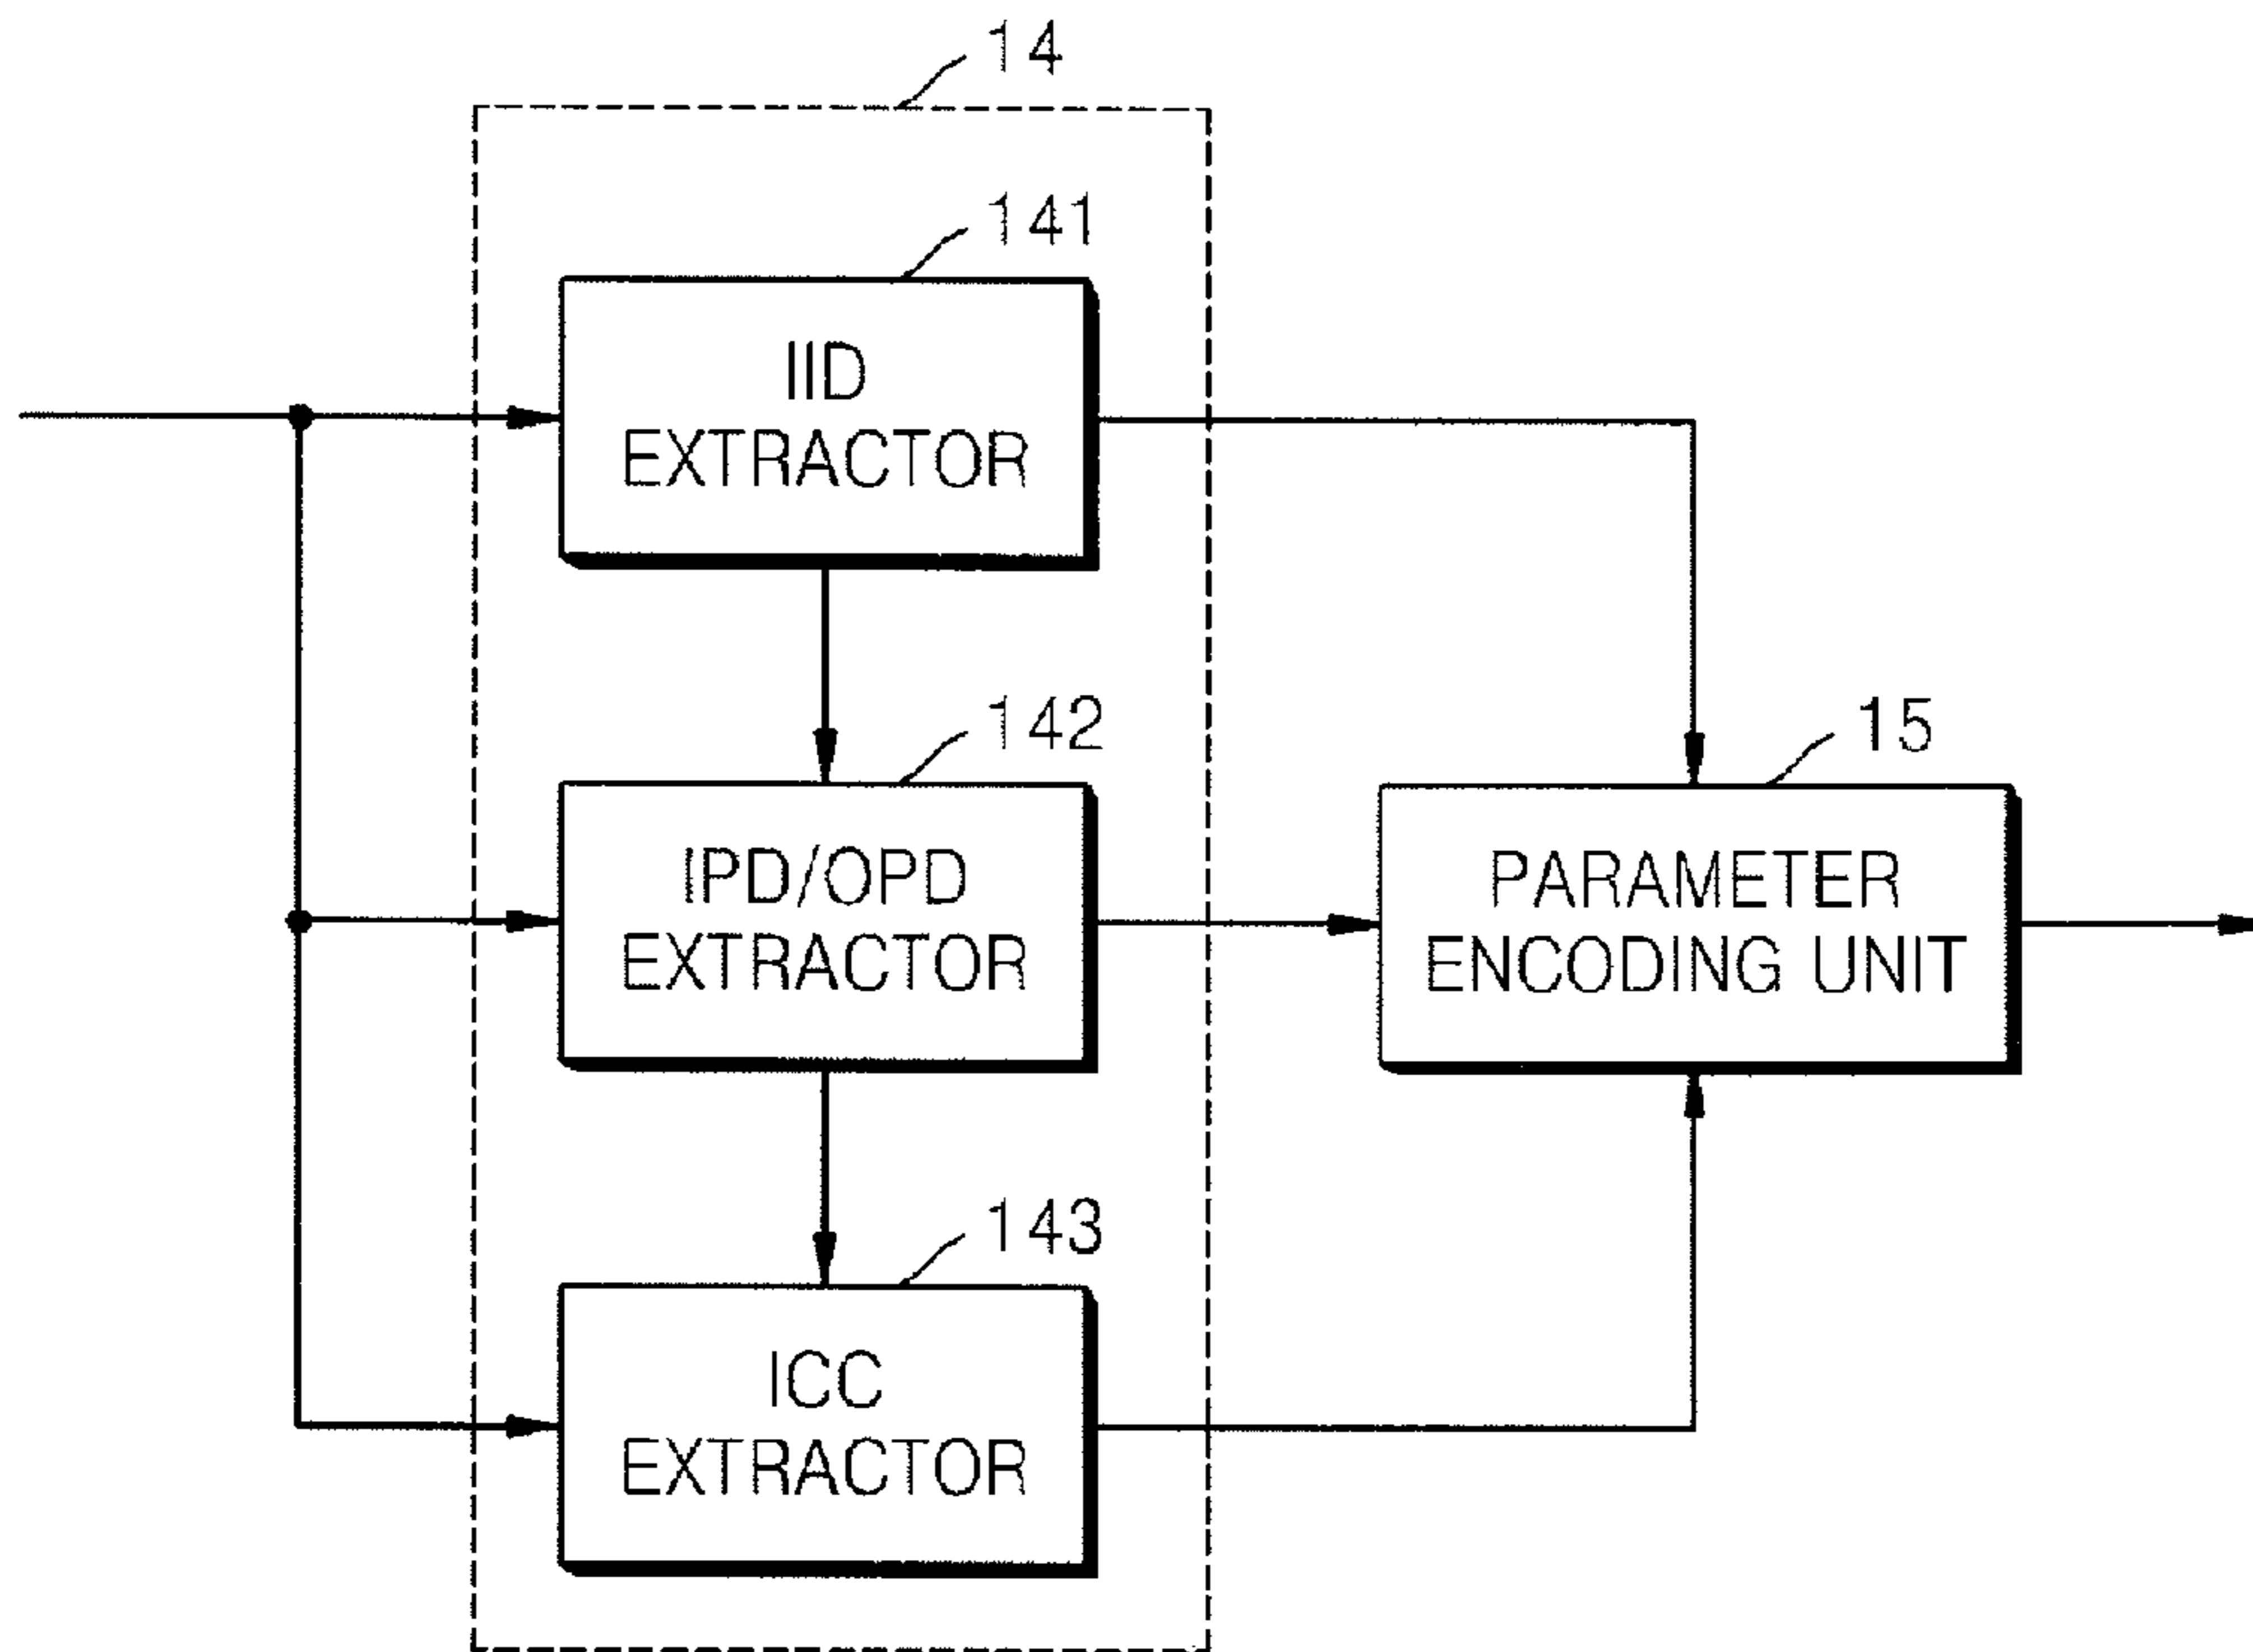 14
141
IID
EXTRACTOR
142
IPD/OPD
EXTRACTOR
15
PARAMETER
ENCODING UNIT
143
ICC
EXTRACTOR